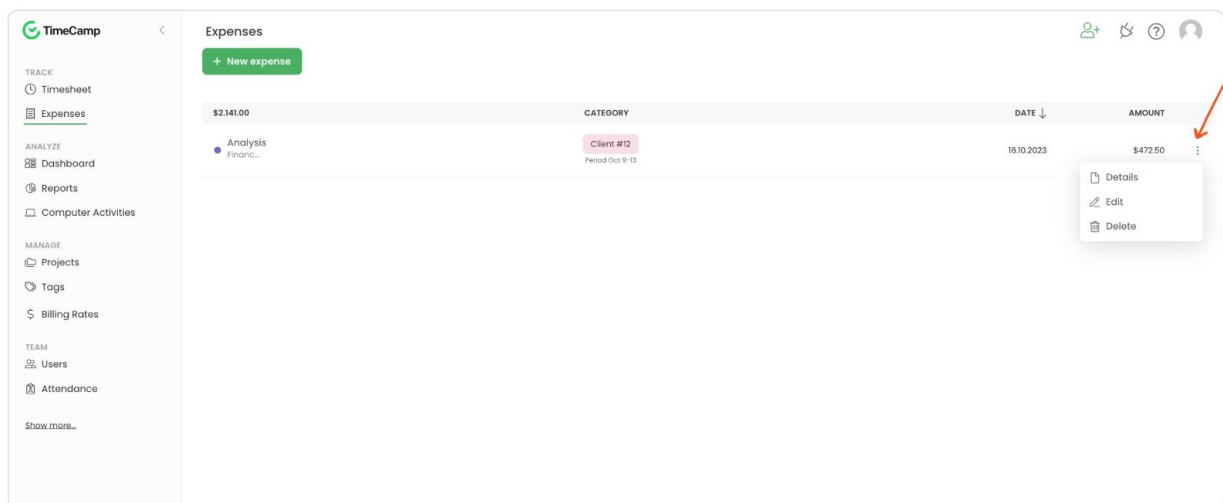 TimeCamp
TRACK
Timesheet
Expenses
ANALYZE
Dashboard
Reports
Computer Activities
MANAGE
Projects
Tags
Billing Rates
TEAM
Users
Attendance
Show more...
Expenses
+ New expense
$2.141.00 CATEGORY DATE ↓ AMOUNT
Analysis Client #12 16.10.2023 $472.50
Financ... Period Oct 9-13
Details
Edit
Delete